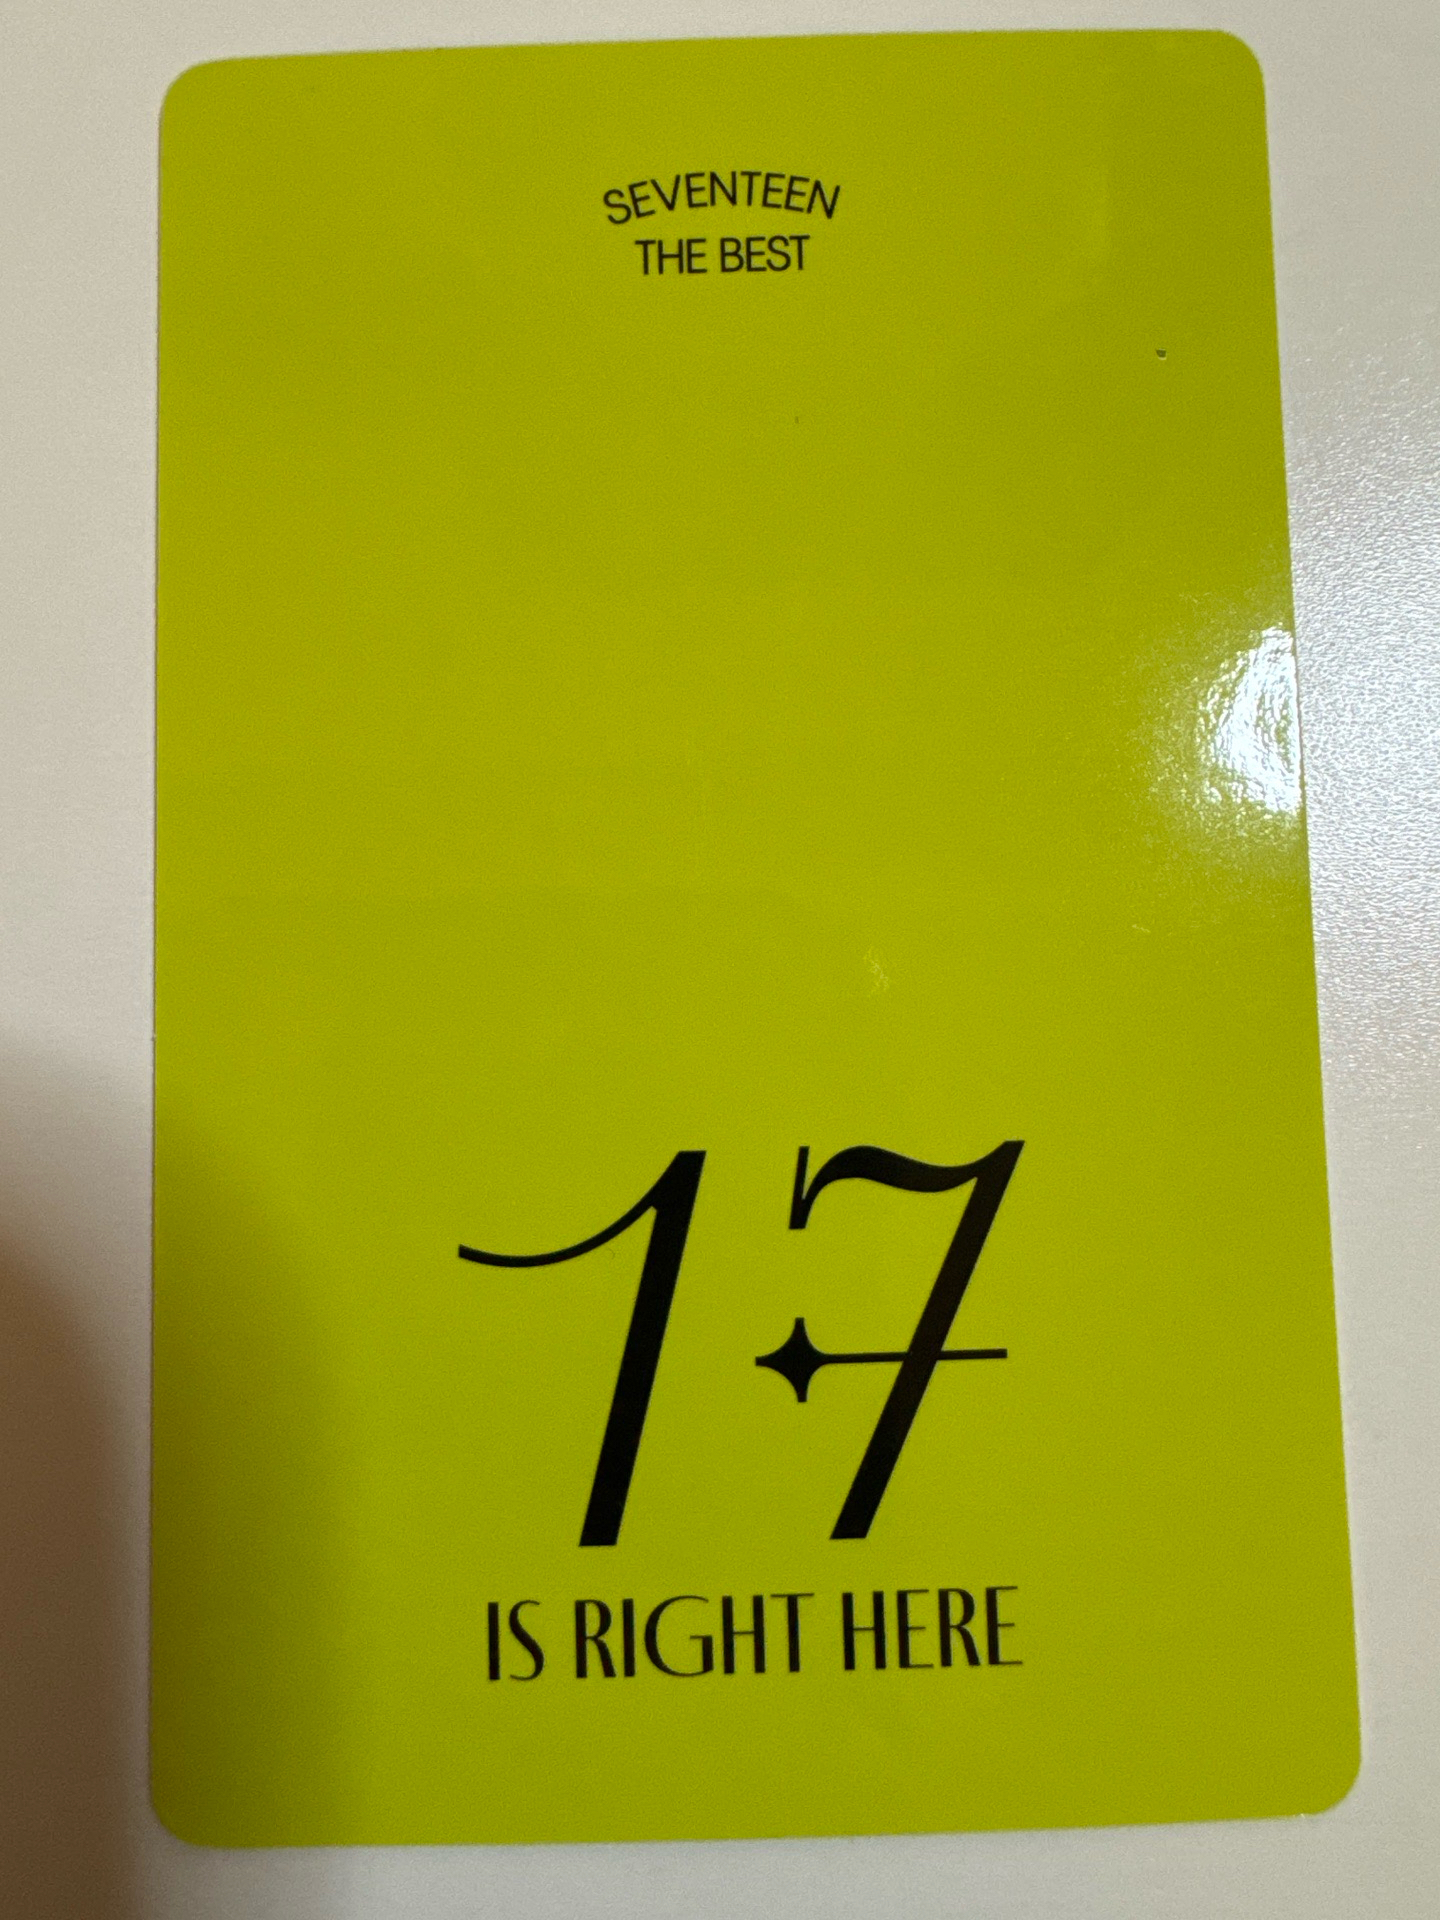 SEVENTEEN
THE BEST
17
IS RIGHT HERE